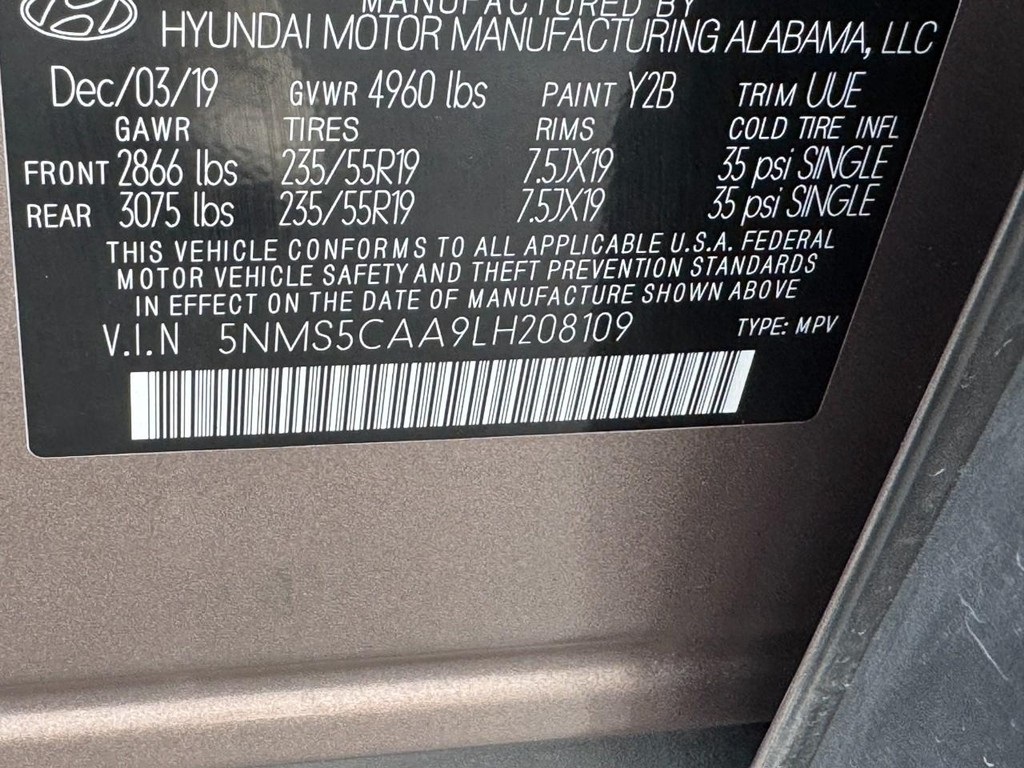 MANUFACTURED BY
HYUNDAI MOTOR MANUFACTURING ALABAMA, LLC
Dec/03/19 GVWR 4960 lbs PAINT Y2B TRIM UUE
GAWR TIRES RIMS COLD TIRE INFL
FRONT 2866 lbs 235/55R19 7.5JX19 35 psi SINGLE
REAR 3075 lbs 235/55R19 7.5JX19 35 psi SINGLE
THIS VEHICLE CONFORMS TO ALL APPLICABLE U.S.A. FEDERAL
MOTOR VEHICLE SAFETY AND THEFT PREVENTION STANDARDS
IN EFFECT ON THE DATE OF MANUFACTURE SHOWN ABOVE
V.I.N 5NMS5CAA9LH208109 TYPE: MPV